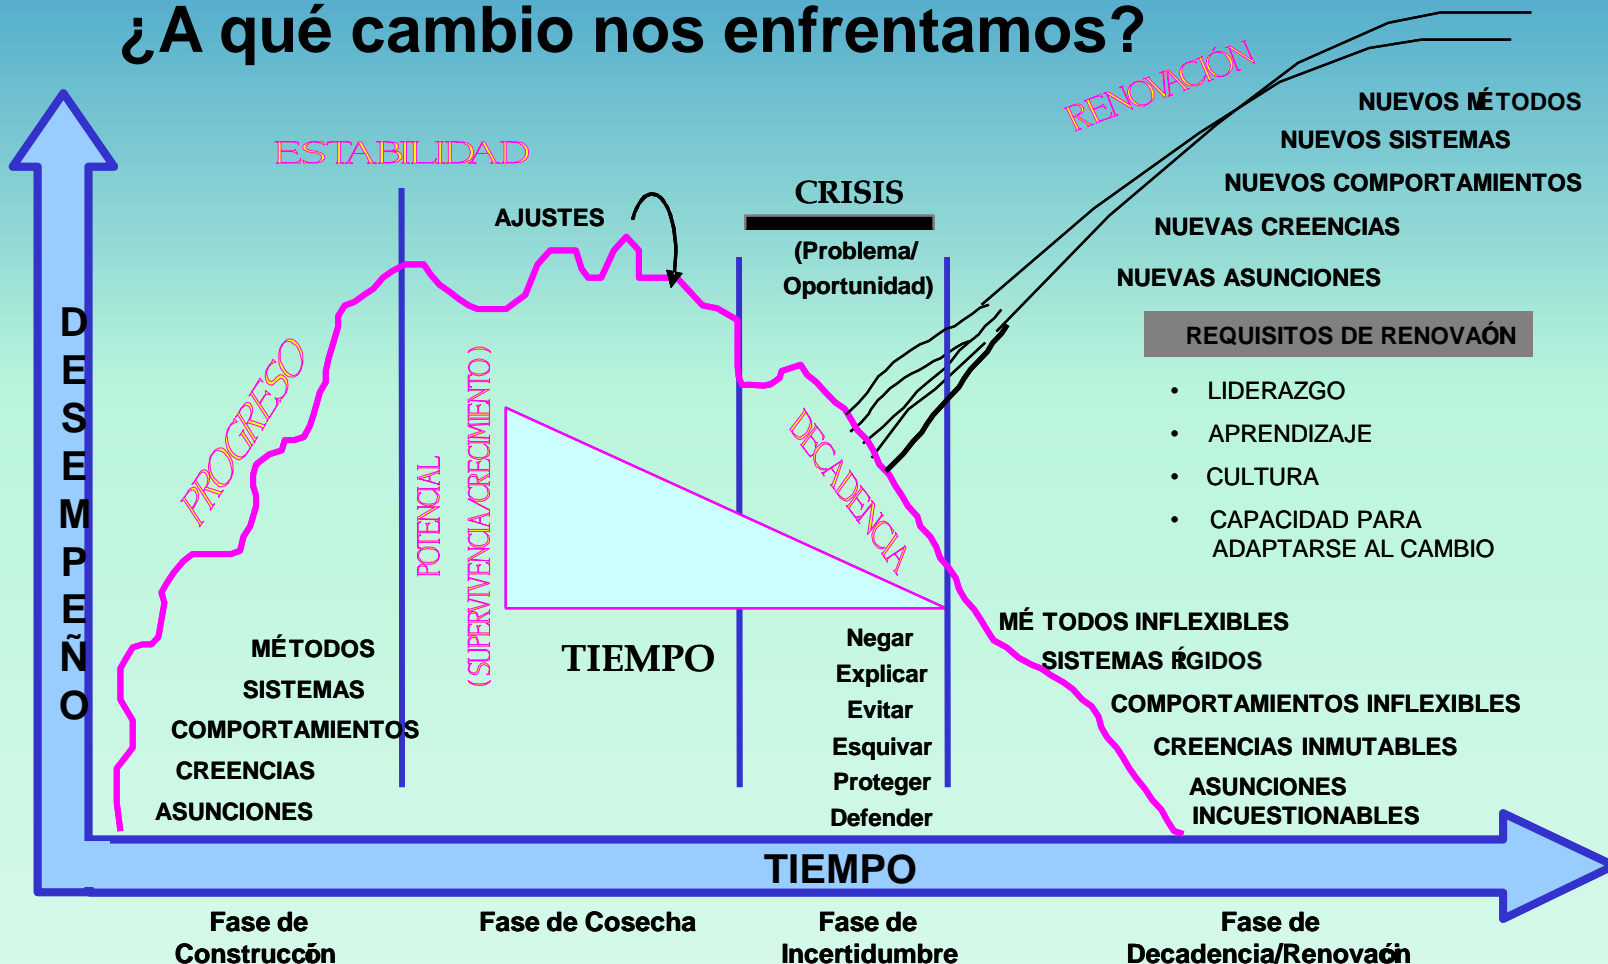 ¿A qué cambio nos enfrentamos?
RENOVACIÓN
NUEVOS MÉTODOS
NUEVOS SISTEMAS
NUEVOS COMPORTAMIENTOS
NUEVAS CREENCIAS
NUEVAS ASUNCIONES
ESTABILIDAD
AJUSTES
CRISIS
(Problema/
Oportunidad)
REQUISITOS DE RENOVAÓN
• LIDERAZGO
• APRENDIZAJE
• CULTURA
• CAPACIDAD PARA
ADAPTARSE AL CAMBIO
DESEMPEÑO
PROGRESO
POTENCIAL
(SUPERVIVENCIA/CRECIMIENTO)
DECADENCIA
TIEMPO
MÉTODOS
SISTEMAS
COMPORTAMIENTOS
CREENCIAS
ASUNCIONES
Negar
Explicar
Evitar
Esquivar
Proteger
Defender
MÉ TODOS INFLEXIBLES
SISTEMAS RÍGIDOS
COMPORTAMIENTOS INFLEXIBLES
CREENCIAS INMUTABLES
ASUNCIONES
INCUESTIONABLES
TIEMPO
Fase de
Construcción
Fase de Cosecha
Fase de
Incertidumbre
Fase de
Decadencia/Renovación